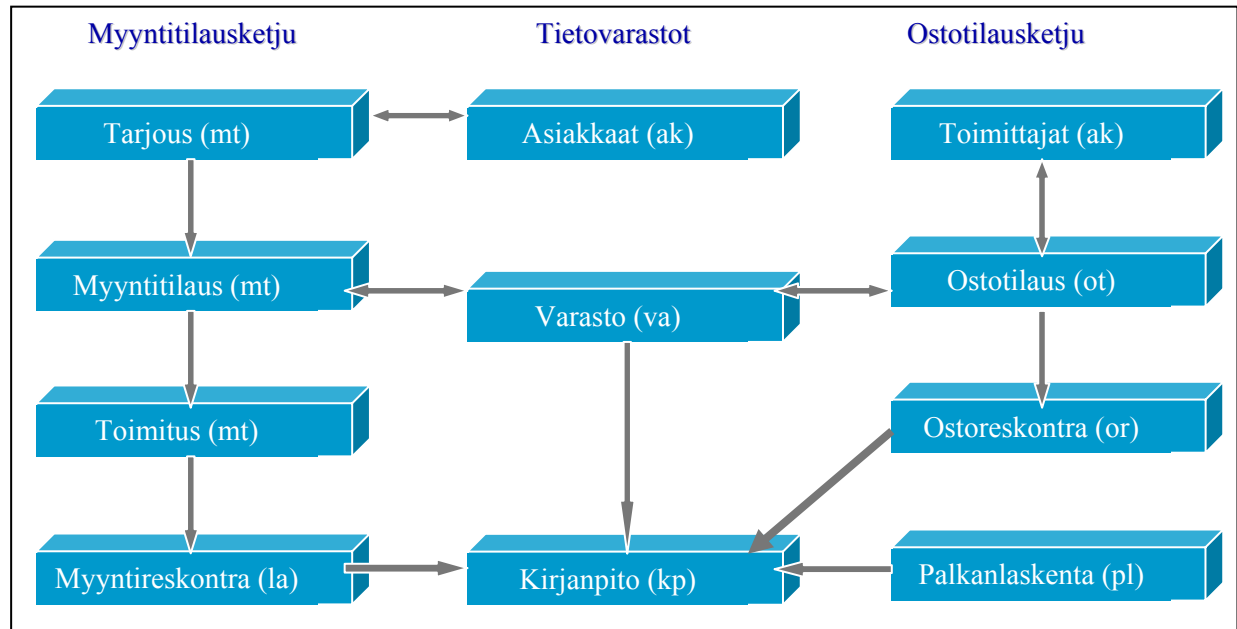 Myyntitilausketju
Tietovarastot
Ostotilausketju
Tarjous (mt)
Asiakkaat (ak)
Toimittajat (ak)
Myyntitilaus (mt)
Varasto (va)
Ostotilaus (ot)
Toimitus (mt)
Ostoreskontra (or)
Myyntireskontra (la)
Kirjanpito (kp)
Palkanlaskenta (pl)